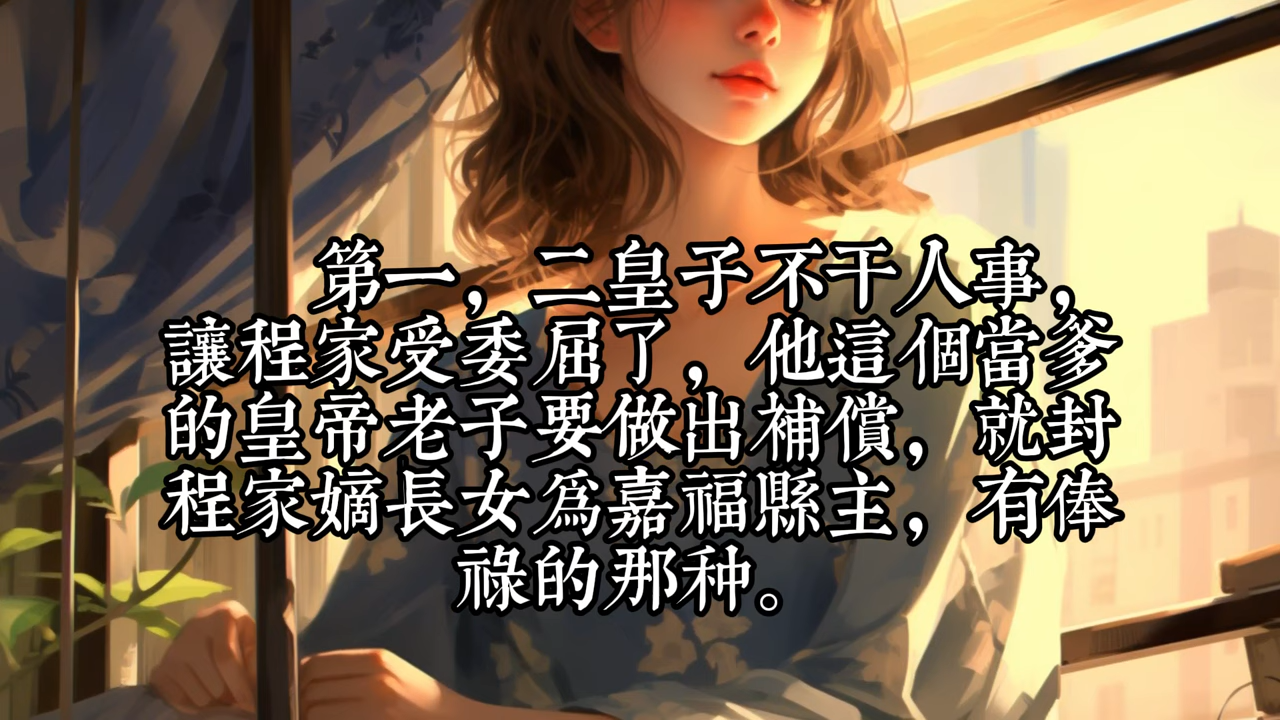 第一，二皇子不干人事，
讓程家受委屈了，他這個當爹
的皇帝老子要做出補償，就封
程家嫡長女爲嘉福縣主，有俸
祿的那种。